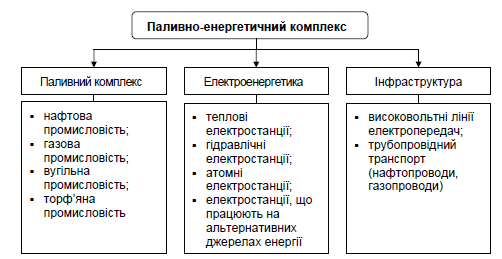 Паливно-енергетичний комплекс
Паливний комплекс
▪ нафтова
промисловість;
▪ газова
промисловість;
▪ вугільна
промисловість;
▪ торф'яна
промисловість
Електроенергетика
▪ теплові
електростанції;
▪ гідравлічні
електростанції;
▪ атомні
електростанції;
▪ електростанції, що
працюють на
альтернативних
джерелах енергії
Інфраструктура
▪ високовольтні лінії
електропередач;
▪ трубопровідний
транспорт
(нафтопроводи,
газопроводи)